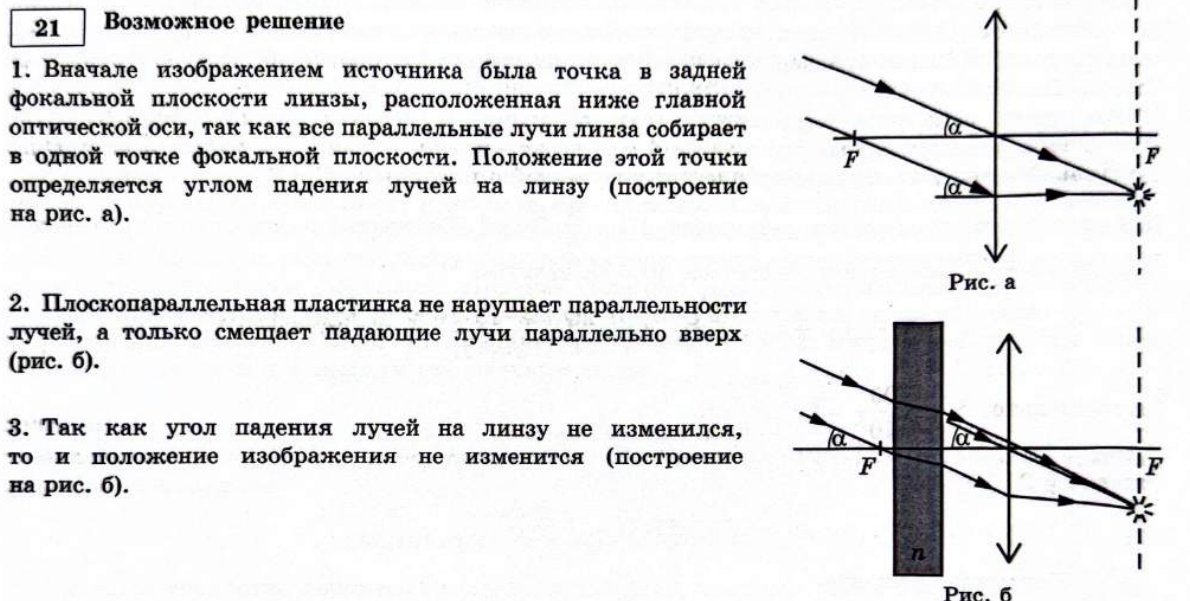 21 Возможное решение
1. Вначале изображением источника была точка в задней
фокальной плоскости линзы, расположенная ниже главной
оптической оси, так как все параллельные лучи линза собирает
в одной точке фокальной плоскости. Положение этой точки
определяется углом падения лучей на линзу (построение
на рис. а).
α
F
F
α
Рис. а
2. Плоскопараллельная пластинка не нарушает параллельности
лучей, а только смещает падающие лучи параллельно вверх
(рис. б).
3. Так как угол падения лучей на линзу не изменился,
то и положение изображения не изменится (построение
на рис. б).
α
α
F
F
n
Рис. б